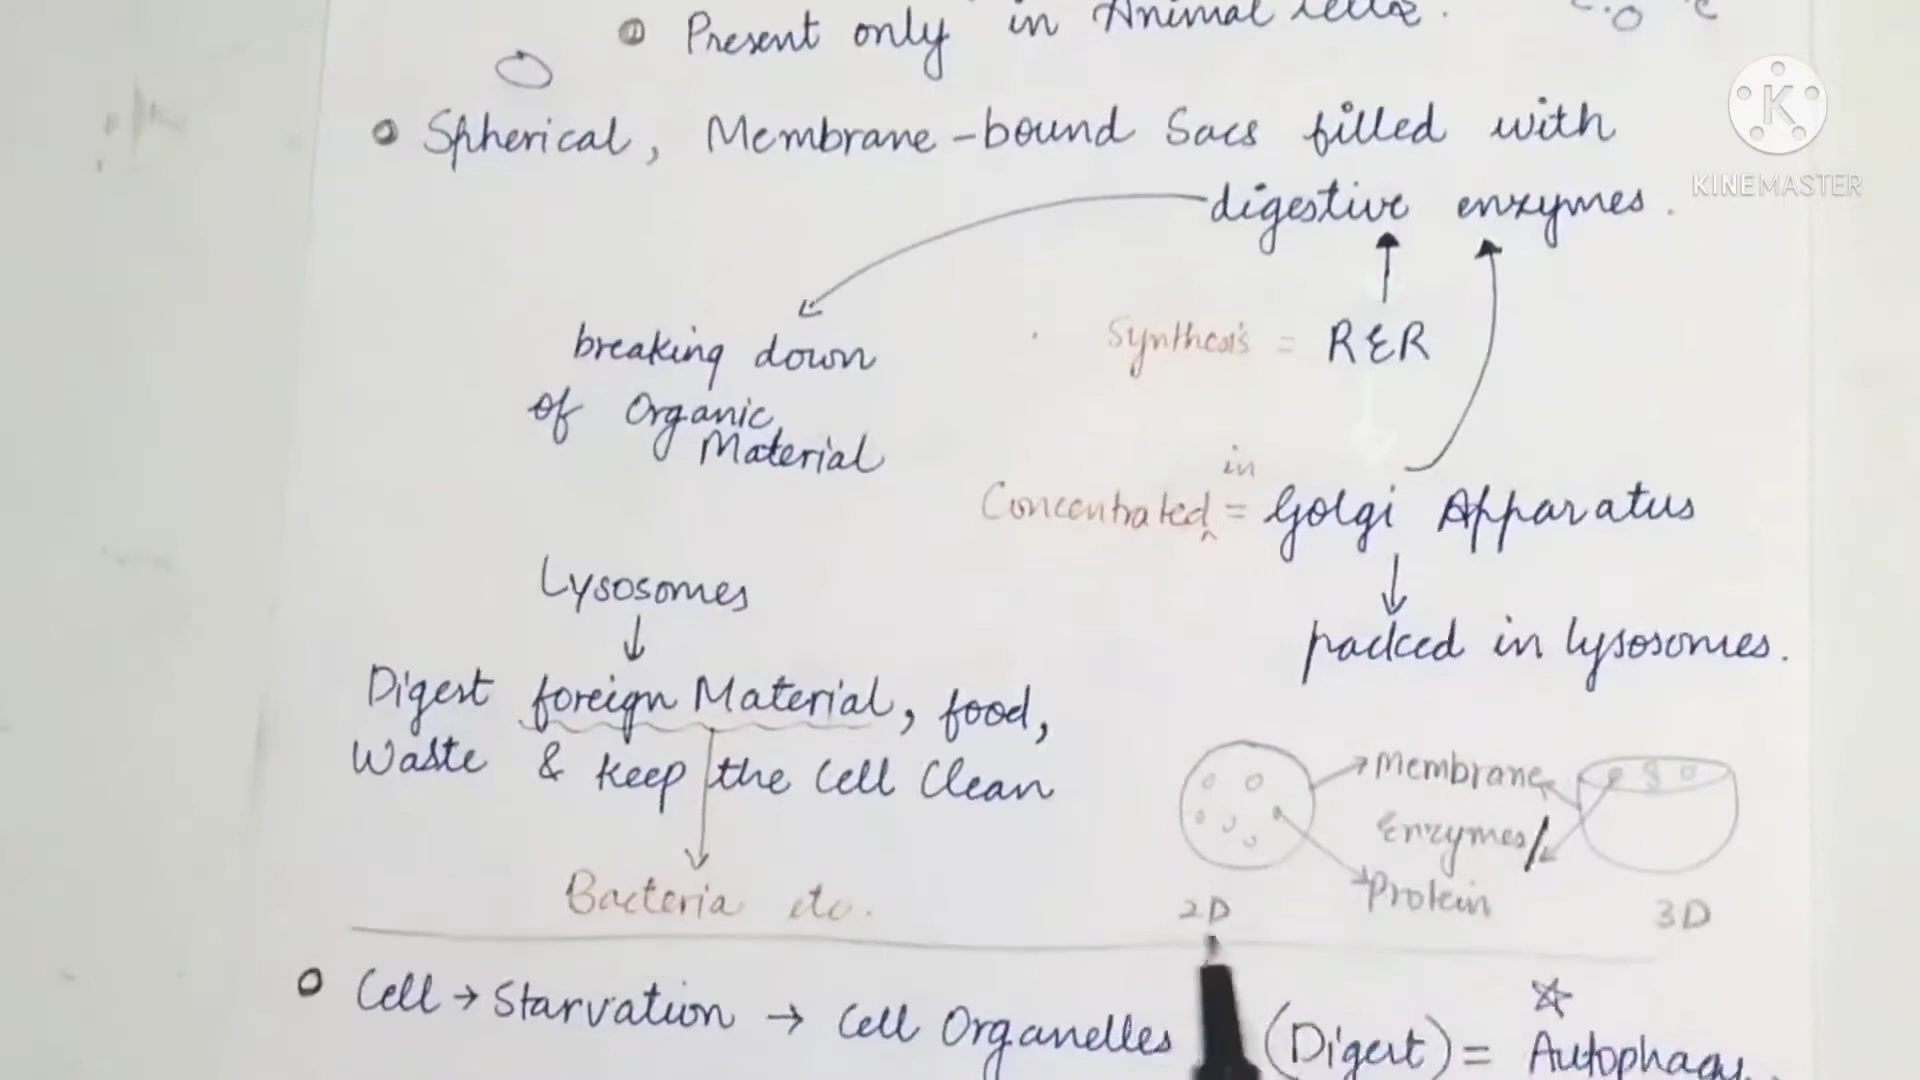 Present only in Animal cells.
Spherical, Membrane-bound Sacs filled with
digestive enzymes.
breaking down
of Organic
Material
Synthesis = RER
in
Concentrated = Golgi Apparatus
packed in lysosomes.
Lysosomes
Digest foreign Material, food,
Waste & keep the Cell Clean
Bacteria etc.
Membrane
Enzymes/
Protein
2D
3D
Cell → Starvation → Cell Organelles (Digest) = Autophagy.
K
KINEMASTER